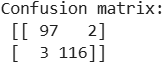 Confusion matrix:
[[ 97   2]
[  3 116]]